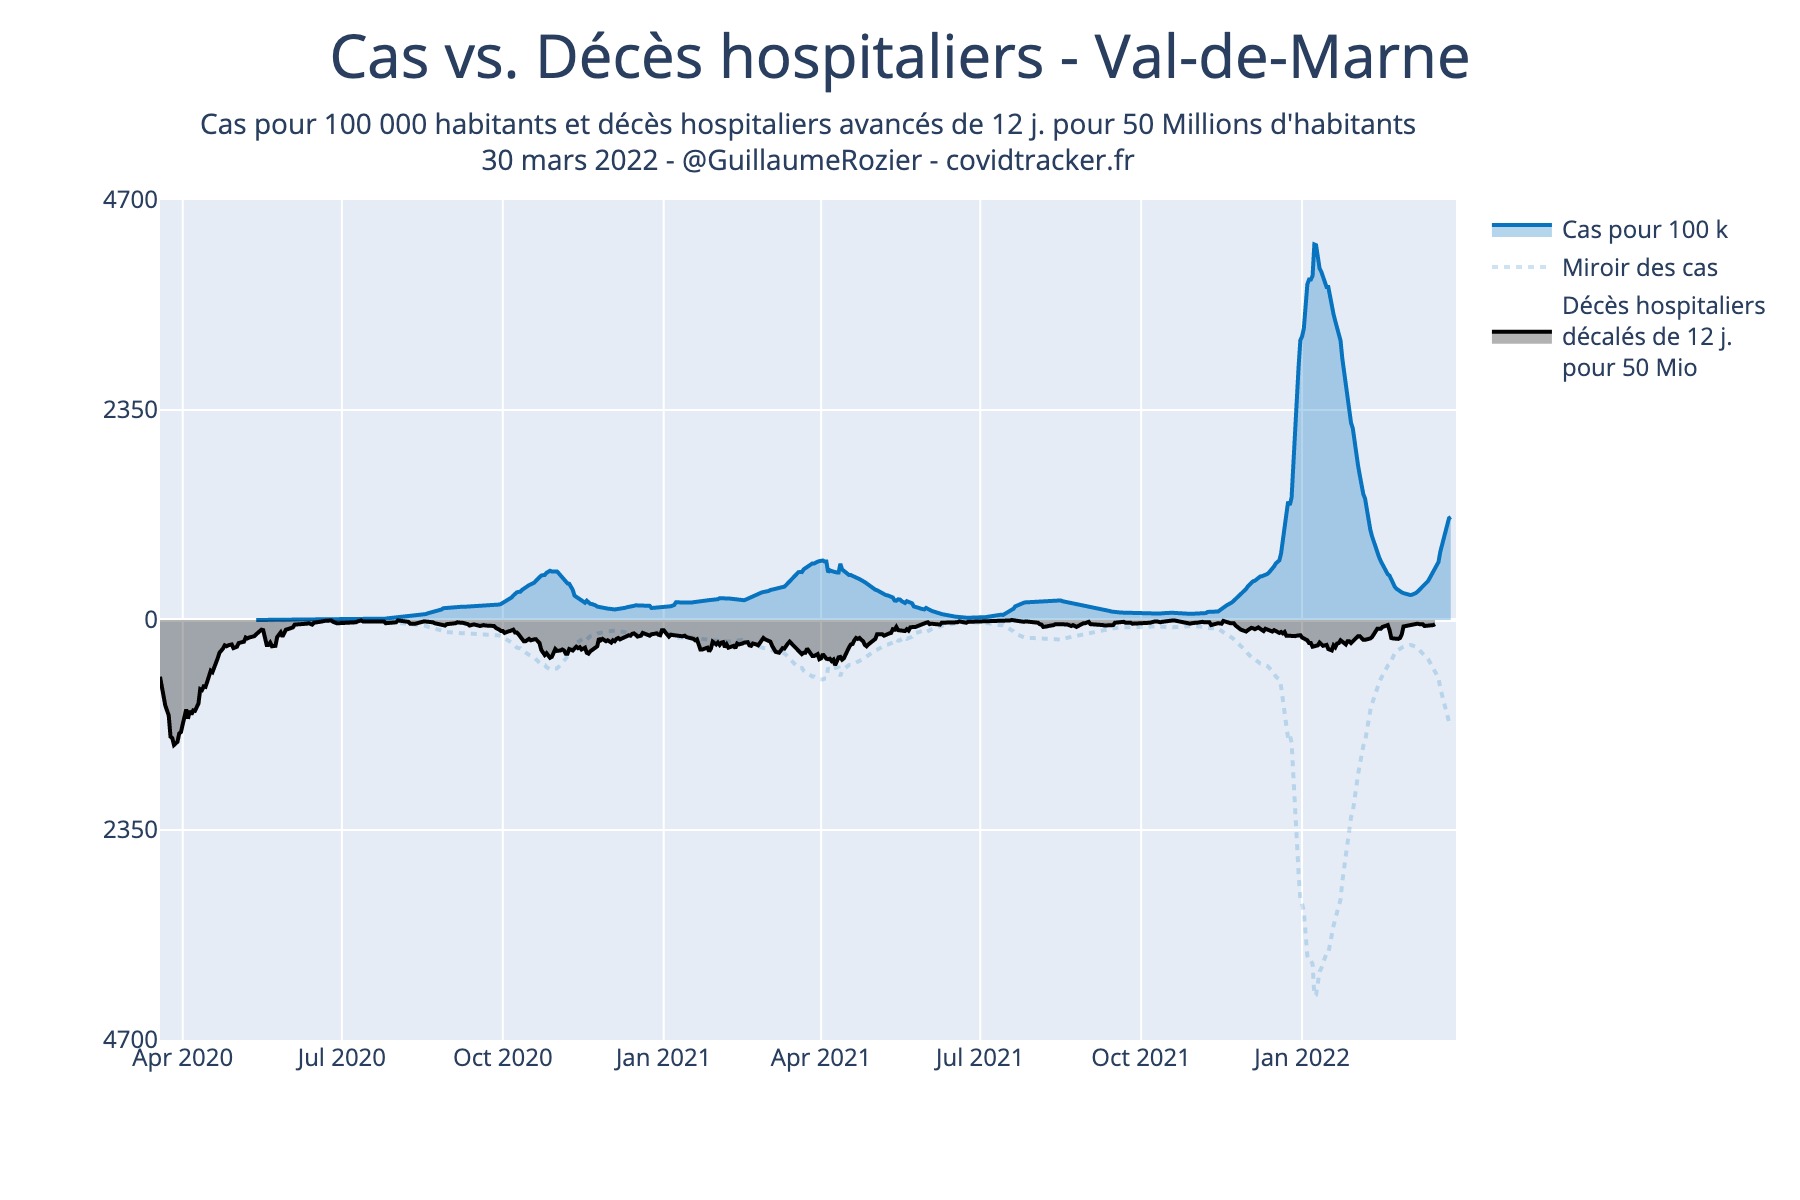 Cas vs. Décès hospitaliers - Val-de-Marne
Cas pour 100 000 habitants et décès hospitaliers avancés de 12 j. pour 50 Millions d'habitants
30 mars 2022 - @GuillaumeRozier - covidtracker.fr
4700
2350
0
2350
4700
Apr 2020
Jul 2020
Oct 2020
Jan 2021
Apr 2021
Jul 2021
Oct 2021
Jan 2022
Cas pour 100 k
Miroir des cas
Décès hospitaliers
décalés de 12 j.
pour 50 Mio